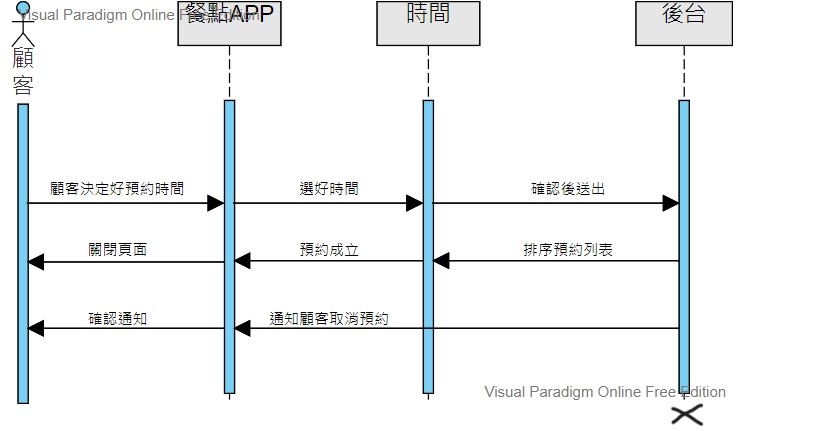 Visual Paradigm Online Free Edition
餐點APP
時間
後台
顧
客
顧客決定好預約時間
選好時間
確認後送出
關閉頁面
預約成立
排序預約列表
確認通知
通知顧客取消預約
Visual Paradigm Online Free Edition